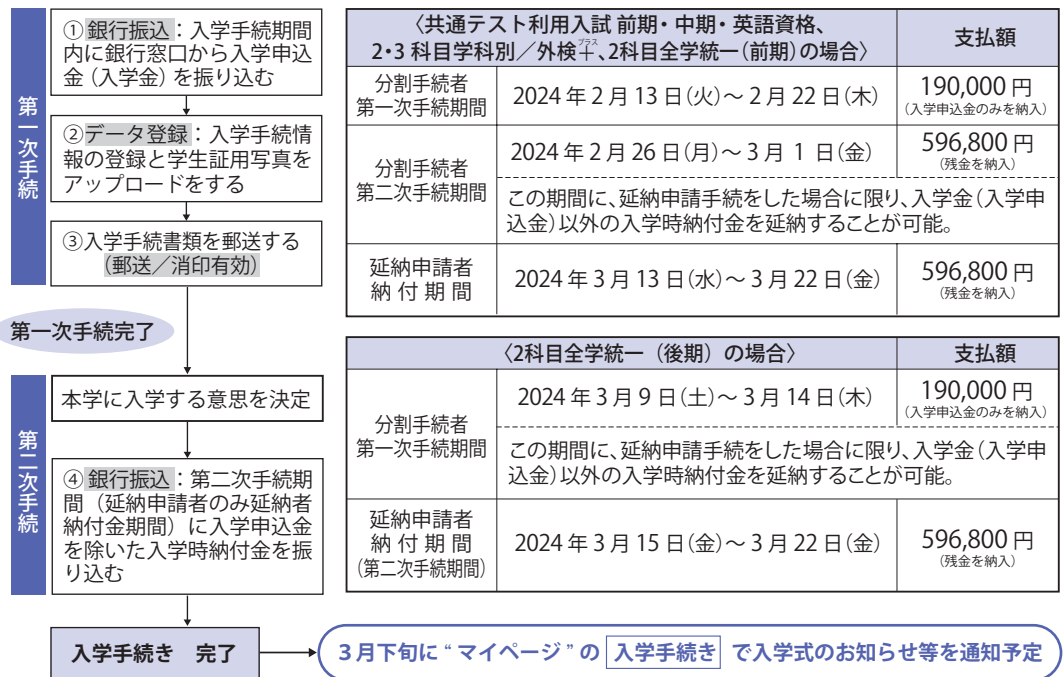 第一次手続
①銀行振込：入学手続期間
内に銀行窓口から入学申込
金（入学金）を振り込む
②データ登録：入学手続情
報の登録と学生証用写真を
アップロードをする
③入学手続書類を郵送する
（郵送／消印有効）
第一次手続完了
第二次手続
本学に入学する意思を決定
④銀行振込：第二次手続期
間（延納申請者のみ延納者
納付金期間）に入学申込金
を除いた入学時納付金を振
り込む
入学手続き 完了
3月下旬に“マイページ”の 入学手続き で入学式のお知らせ等を通知予定
〈共通テスト利用入試 前期・中期・英語資格、
2・3科目学科別／外検＋プラス、2科目全学統一（前期）の場合〉
支払額
分割手続者
第一次手続期間
2024年2月13日（火）～2月22日（木）
190,000円
（入学申込金のみを納入）
分割手続者
第二次手続期間
2024年2月26日（月）～3月 1 日（金）
596,800円
（残金を納入）
この期間に、延納申請手続をした場合に限り、入学金（入学申
込金）以外の入学時納付金を延納することが可能。
延納申請者
納付期間
2024年3月13日（水）～3月22日（金）
596,800円
（残金を納入）
〈2科目全学統一（後期）の場合〉
支払額
分割手続者
第一次手続期間
2024年3月9日（土）～3月14日（木）
190,000円
（入学申込金のみを納入）
この期間に、延納申請手続をした場合に限り、入学金（入学申
込金）以外の入学時納付金を延納することが可能。
延納申請者
納付期間
（第二次手続期間）
2024年3月15日（金）～3月22日（金）
596,800円
（残金を納入）